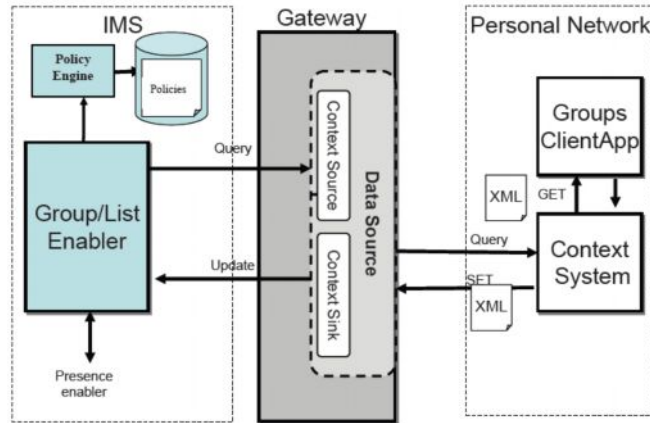 IMS
Gateway
Personal Network
Policy
Engine
Policies
Group/List
Enabler
Presence
enabler
Query
Update
Context Source
Context Sink
Data Source
Query
SET
XML
XML
GET
Groups
ClientApp
Context
System